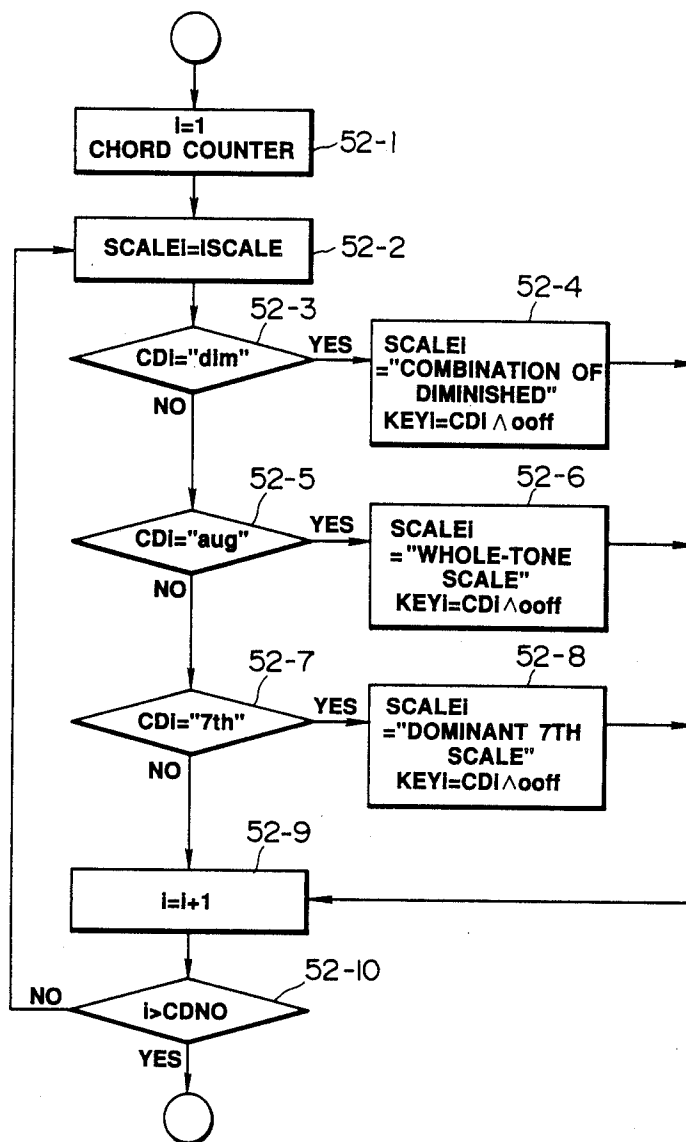 i=1
CHORD COUNTER
52-1
SCALEi=iSCALE
52-2
52-3
CDi="dim"
YES
NO
52-4
SCALEi
="COMBINATION OF
DIMINISHED"
KEYi=CDi∧ooff
52-5
CDi="aug"
YES
NO
52-6
SCALEi
="WHOLE-TONE
SCALE"
KEYi=CDi∧ooff
52-7
CDi="7th"
YES
NO
52-8
SCALEi
="DOMINANT 7TH
SCALE"
KEYi=CDi∧ooff
52-9
i=i+1
52-10
i>CDNO
NO
YES